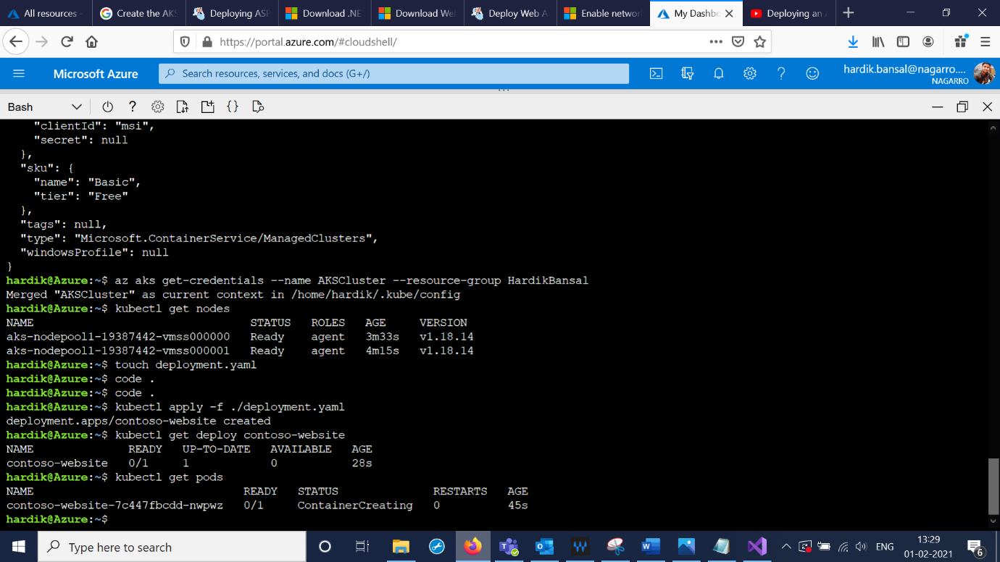 All resources -
Create the AKS
Deploying ASP
Download .NE
Download We
Deploy Web A
Enable networ
My Dashbo
Deploying an A
https://portal.azure.com/#cloudshell/
Microsoft Azure
Search resources, services, and docs (G+/)
hardik.bansal@nagarro....
NAGARRO
Bash
"clientId": "msi",
"secret": null
},
"sku": {
"name": "Basic",
"tier": "Free"
},
"tags": null,
"type": "Microsoft.ContainerService/ManagedClusters",
"windowsProfile": null
}
hardik@Azure:~$ az aks get-credentials --name AKSCluster --resource-group HardikBansal
Merged "AKSCluster" as current context in /home/hardik/.kube/config
hardik@Azure:~$ kubectl get nodes
NAME STATUS ROLES AGE VERSION
aks-nodepool1-19387442-vmss000000 Ready agent 3m33s v1.18.14
aks-nodepool1-19387442-vmss000001 Ready agent 4m15s v1.18.14
hardik@Azure:~$ touch deployment.yaml
hardik@Azure:~$ code .
hardik@Azure:~$ code .
hardik@Azure:~$ kubectl apply -f ./deployment.yaml
deployment.apps/contoso-website created
hardik@Azure:~$ kubectl get deploy contoso-website
NAME READY UP-TO-DATE AVAILABLE AGE
contoso-website 0/1 1 0 28s
hardik@Azure:~$ kubectl get pods
NAME READY STATUS RESTARTS AGE
contoso-website-7c447fbcdd-nwpwz 0/1 ContainerCreating 0 45s
hardik@Azure:~$
Type here to search
ENG
13:29
01-02-2021
6